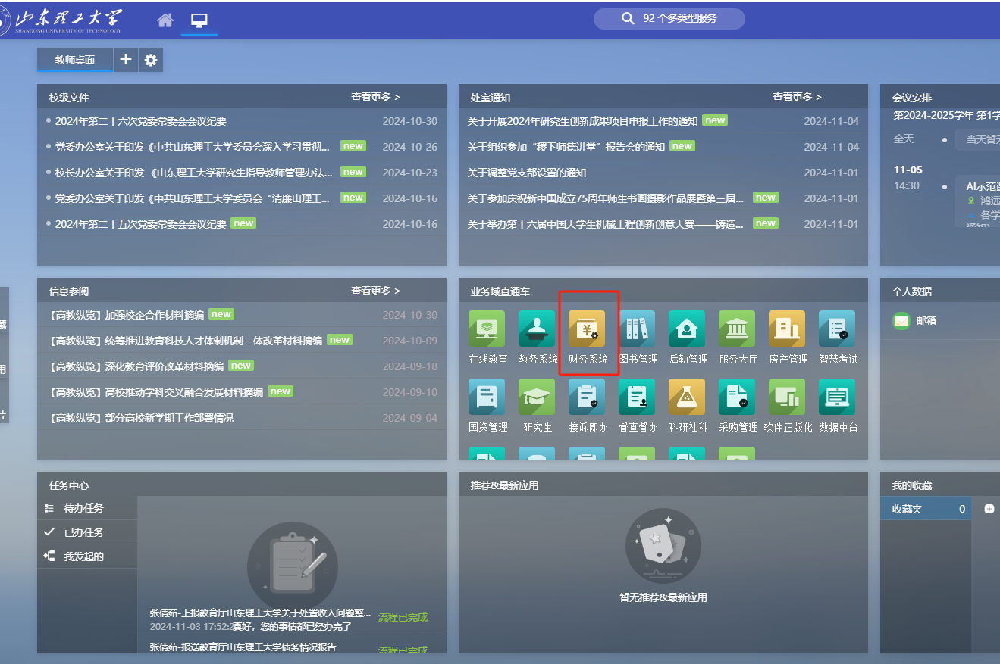 山东理工大学
SHANDONG UNIVERSITY OF TECHNOLOGY
92 个多类型服务
教师桌面
校级文件 查看更多 >
2024年第二十六次党委常委会会议纪要 2024-10-30
党委办公室关于印发《中共山东理工大学委员会深入学习贯彻... new 2024-10-26
校长办公室关于印发 《山东理工大学研究生指导教师管理办法... new 2024-10-23
党委办公室关于印发《中共山东理工大学委员会“清廉山理工... new 2024-10-16
2024年第二十五次党委常委会会议纪要 new 2024-10-16
处室通知 查看更多 >
关于开展2024年研究生创新成果项目申报工作的通知 new 2024-11-04
关于组织参加“稷下师德讲堂”报告会的通知 new 2024-11-04
关于调整党支部设置的通知 2024-11-01
关于参加庆祝新中国成立75周年师生书画摄影作品展暨第三届... new 2024-11-01
关于举办第十六届中国大学生机械工程创新创意大赛——铸造... new 2024-11-01
会议安排
第2024-2025学年 第1学
全天 当天暂无
11-05
14:30 AI示范课
鸿远
各学
通知》
信息参阅 查看更多 >
【高教纵览】加强校企合作材料摘编 new 2024-10-30
【高教纵览】统筹推进教育科技人才体制机制一体改革材料摘编 new 2024-10-09
【高教纵览】深化教育评价改革材料摘编 new 2024-09-18
【高教纵览】高校推动学科交叉融合发展材料摘编 new 2024-09-10
【高教纵览】部分高校新学期工作部署情况 2024-09-04
业务域直通车
在线教育 教务系统 财务系统 图书管理 后勤管理 服务大厅 房产管理 智慧考试
国资管理 研究生 接诉即办 督查督办 科研社科 采购管理 软件正版化 数据中台
个人数据
邮箱
藏
用
片
任务中心
待办任务
已办任务
我发起的
张倩茹-上报教育厅山东理工大学关于处置收入问题整... 流程已完成
2024-11-03 17:52:2真好，您的事情都已经办完了
张倩茹-报送教育厅山东理工大学债务情况报告 流程已完成
推荐&最新应用
暂无推荐&最新应用
我的收藏
收藏夹 0